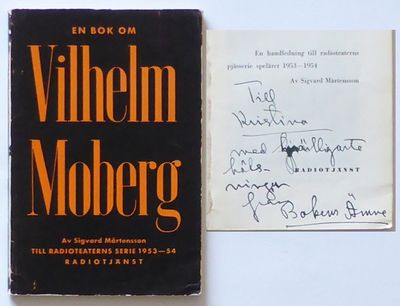 EN BOK OM
Vilhelm
Moberg
Av Sigvard Mårtensson
TILL RADIOTEATERNS SERIE 1953—54
RADIOTJÄNST
En handledning till radioteaterns
pjässerie spelåret 1953—1954
Av Sigvard Mårtensson
Till
Kristina
med hjärtligaste
RADIOTJÄNST
häls-
ningar
från
Bokens Ämne